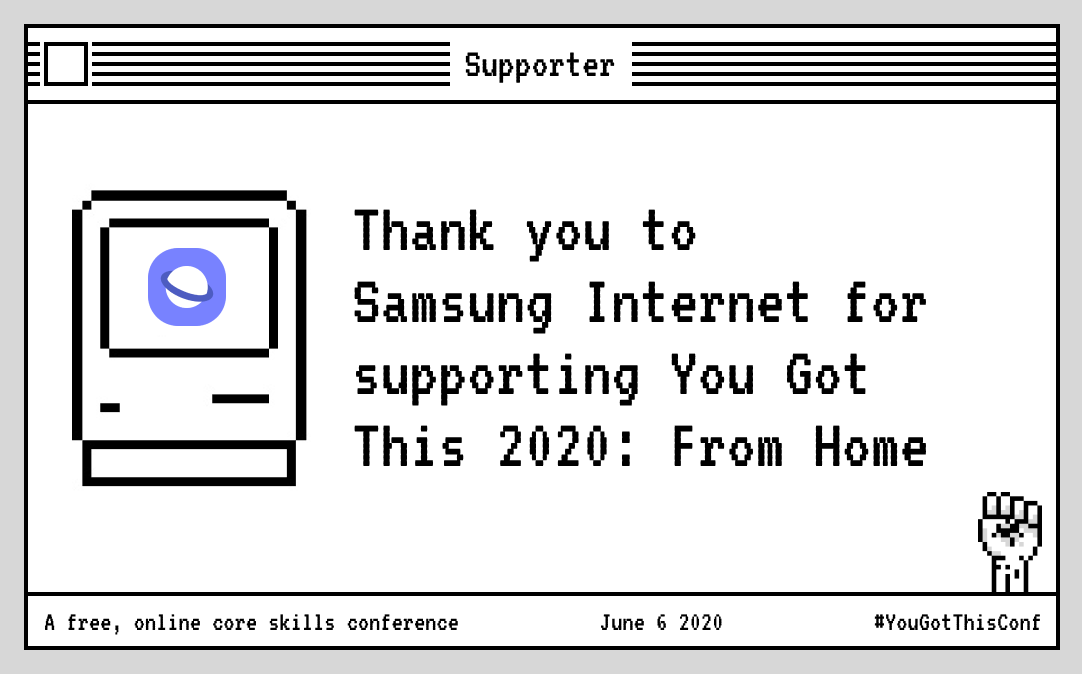 Supporter
Thank you to
Samsung Internet for
supporting You Got
This 2020: From Home
A free, online core skills conference
June 6 2020
#YouGotThisConf